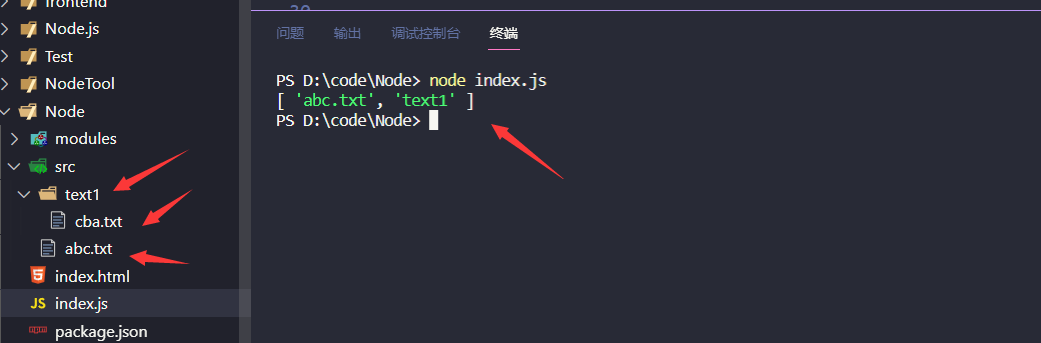 frontend
Node.js
Test
NodeTool
Node
modules
src
text1
cba.txt
abc.txt
index.html
JS index.js
package.json
问题 输出 调试控制台 终端
PS D:\code\Node> node index.js
[ 'abc.txt', 'text1' ]
PS D:\code\Node>